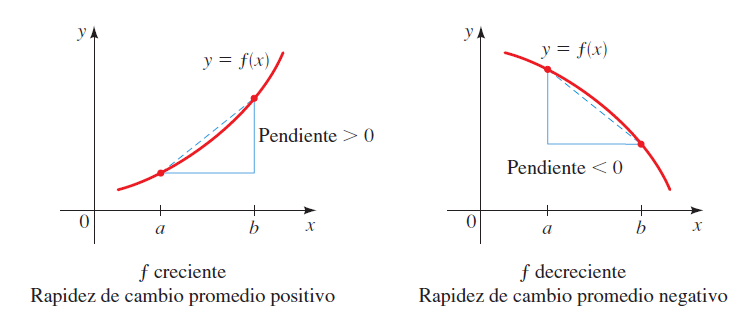 y
y = f(x)
Pendiente > 0
0
a
b
x
f creciente
Rapidez de cambio promedio positivo
y
y = f(x)
Pendiente < 0
0
a
b
x
f decreciente
Rapidez de cambio promedio negativo